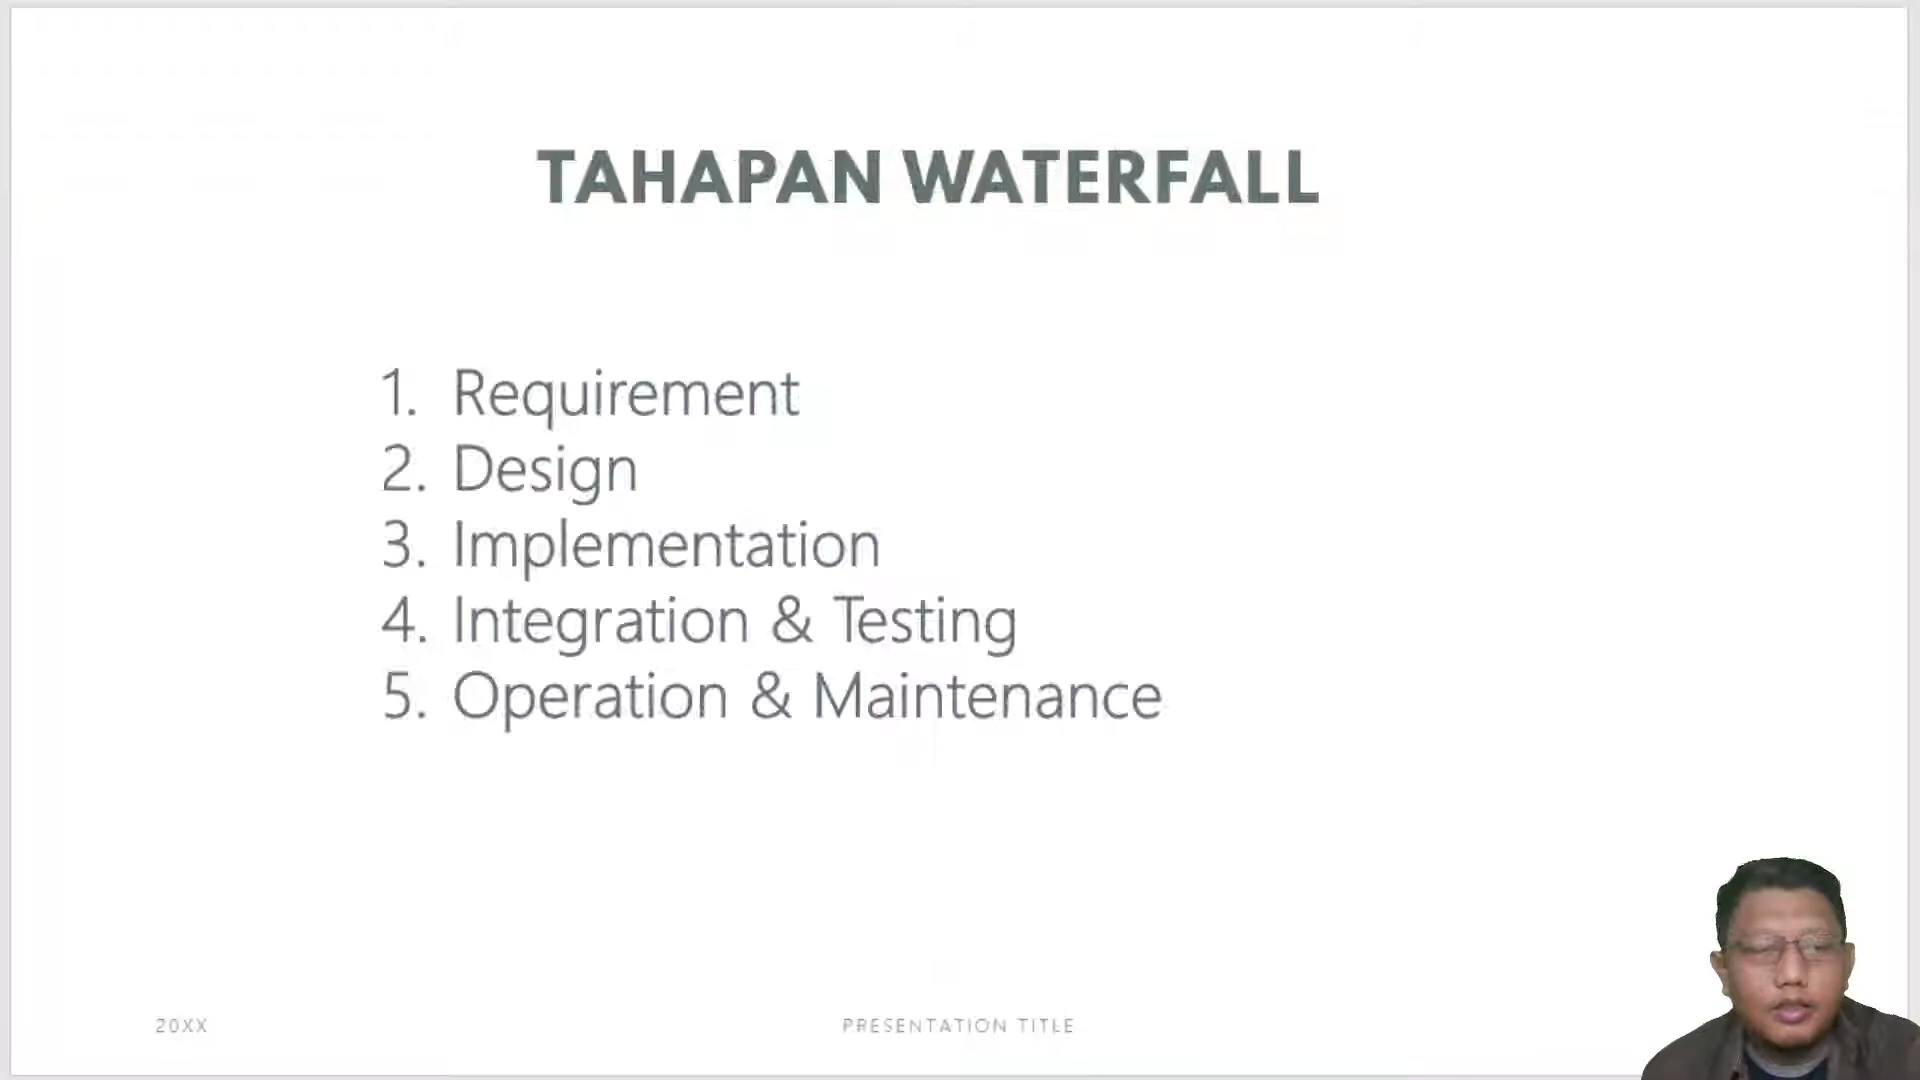 TAHAPAN WATERFALL
1. Requirement
2. Design
3. Implementation
4. Integration & Testing
5. Operation & Maintenance
20XX
PRESENTATION TITLE